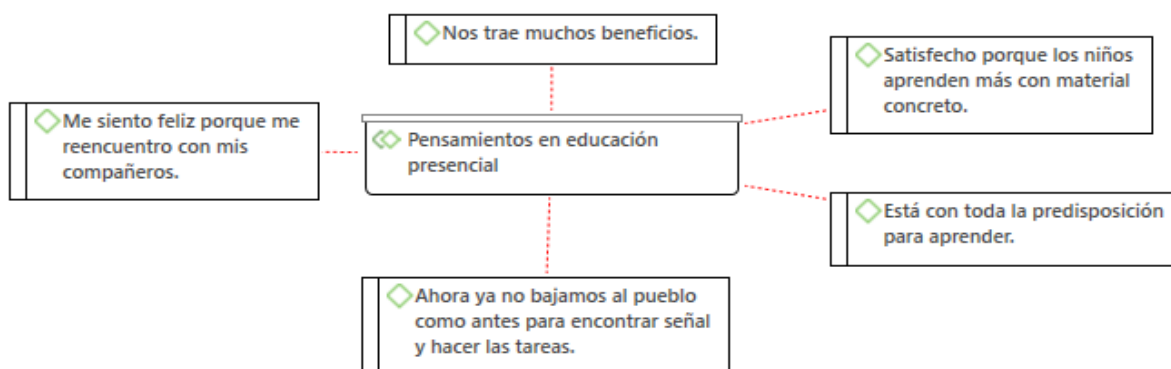 Nos trae muchos beneficios.
Satisfecho porque los niños
aprenden más con material
concreto.
Me siento feliz porque me
reencuentro con mis
compañeros.
Pensamientos en educación
presencial
Está con toda la predisposición
para aprender.
Ahora ya no bajamos al pueblo
como antes para encontrar señal
y hacer las tareas.